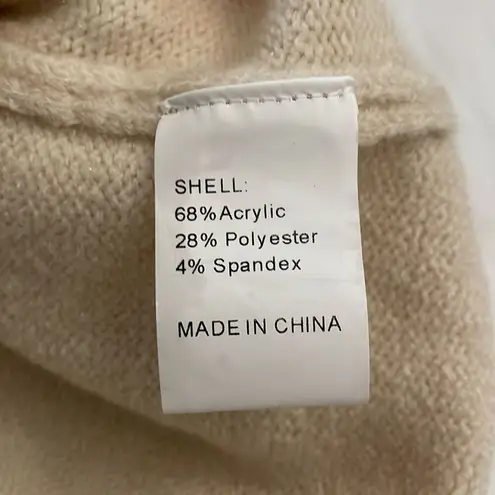 SHELL:
68% Acrylic
28% Polyester
4% Spandex
MADE IN CHINA